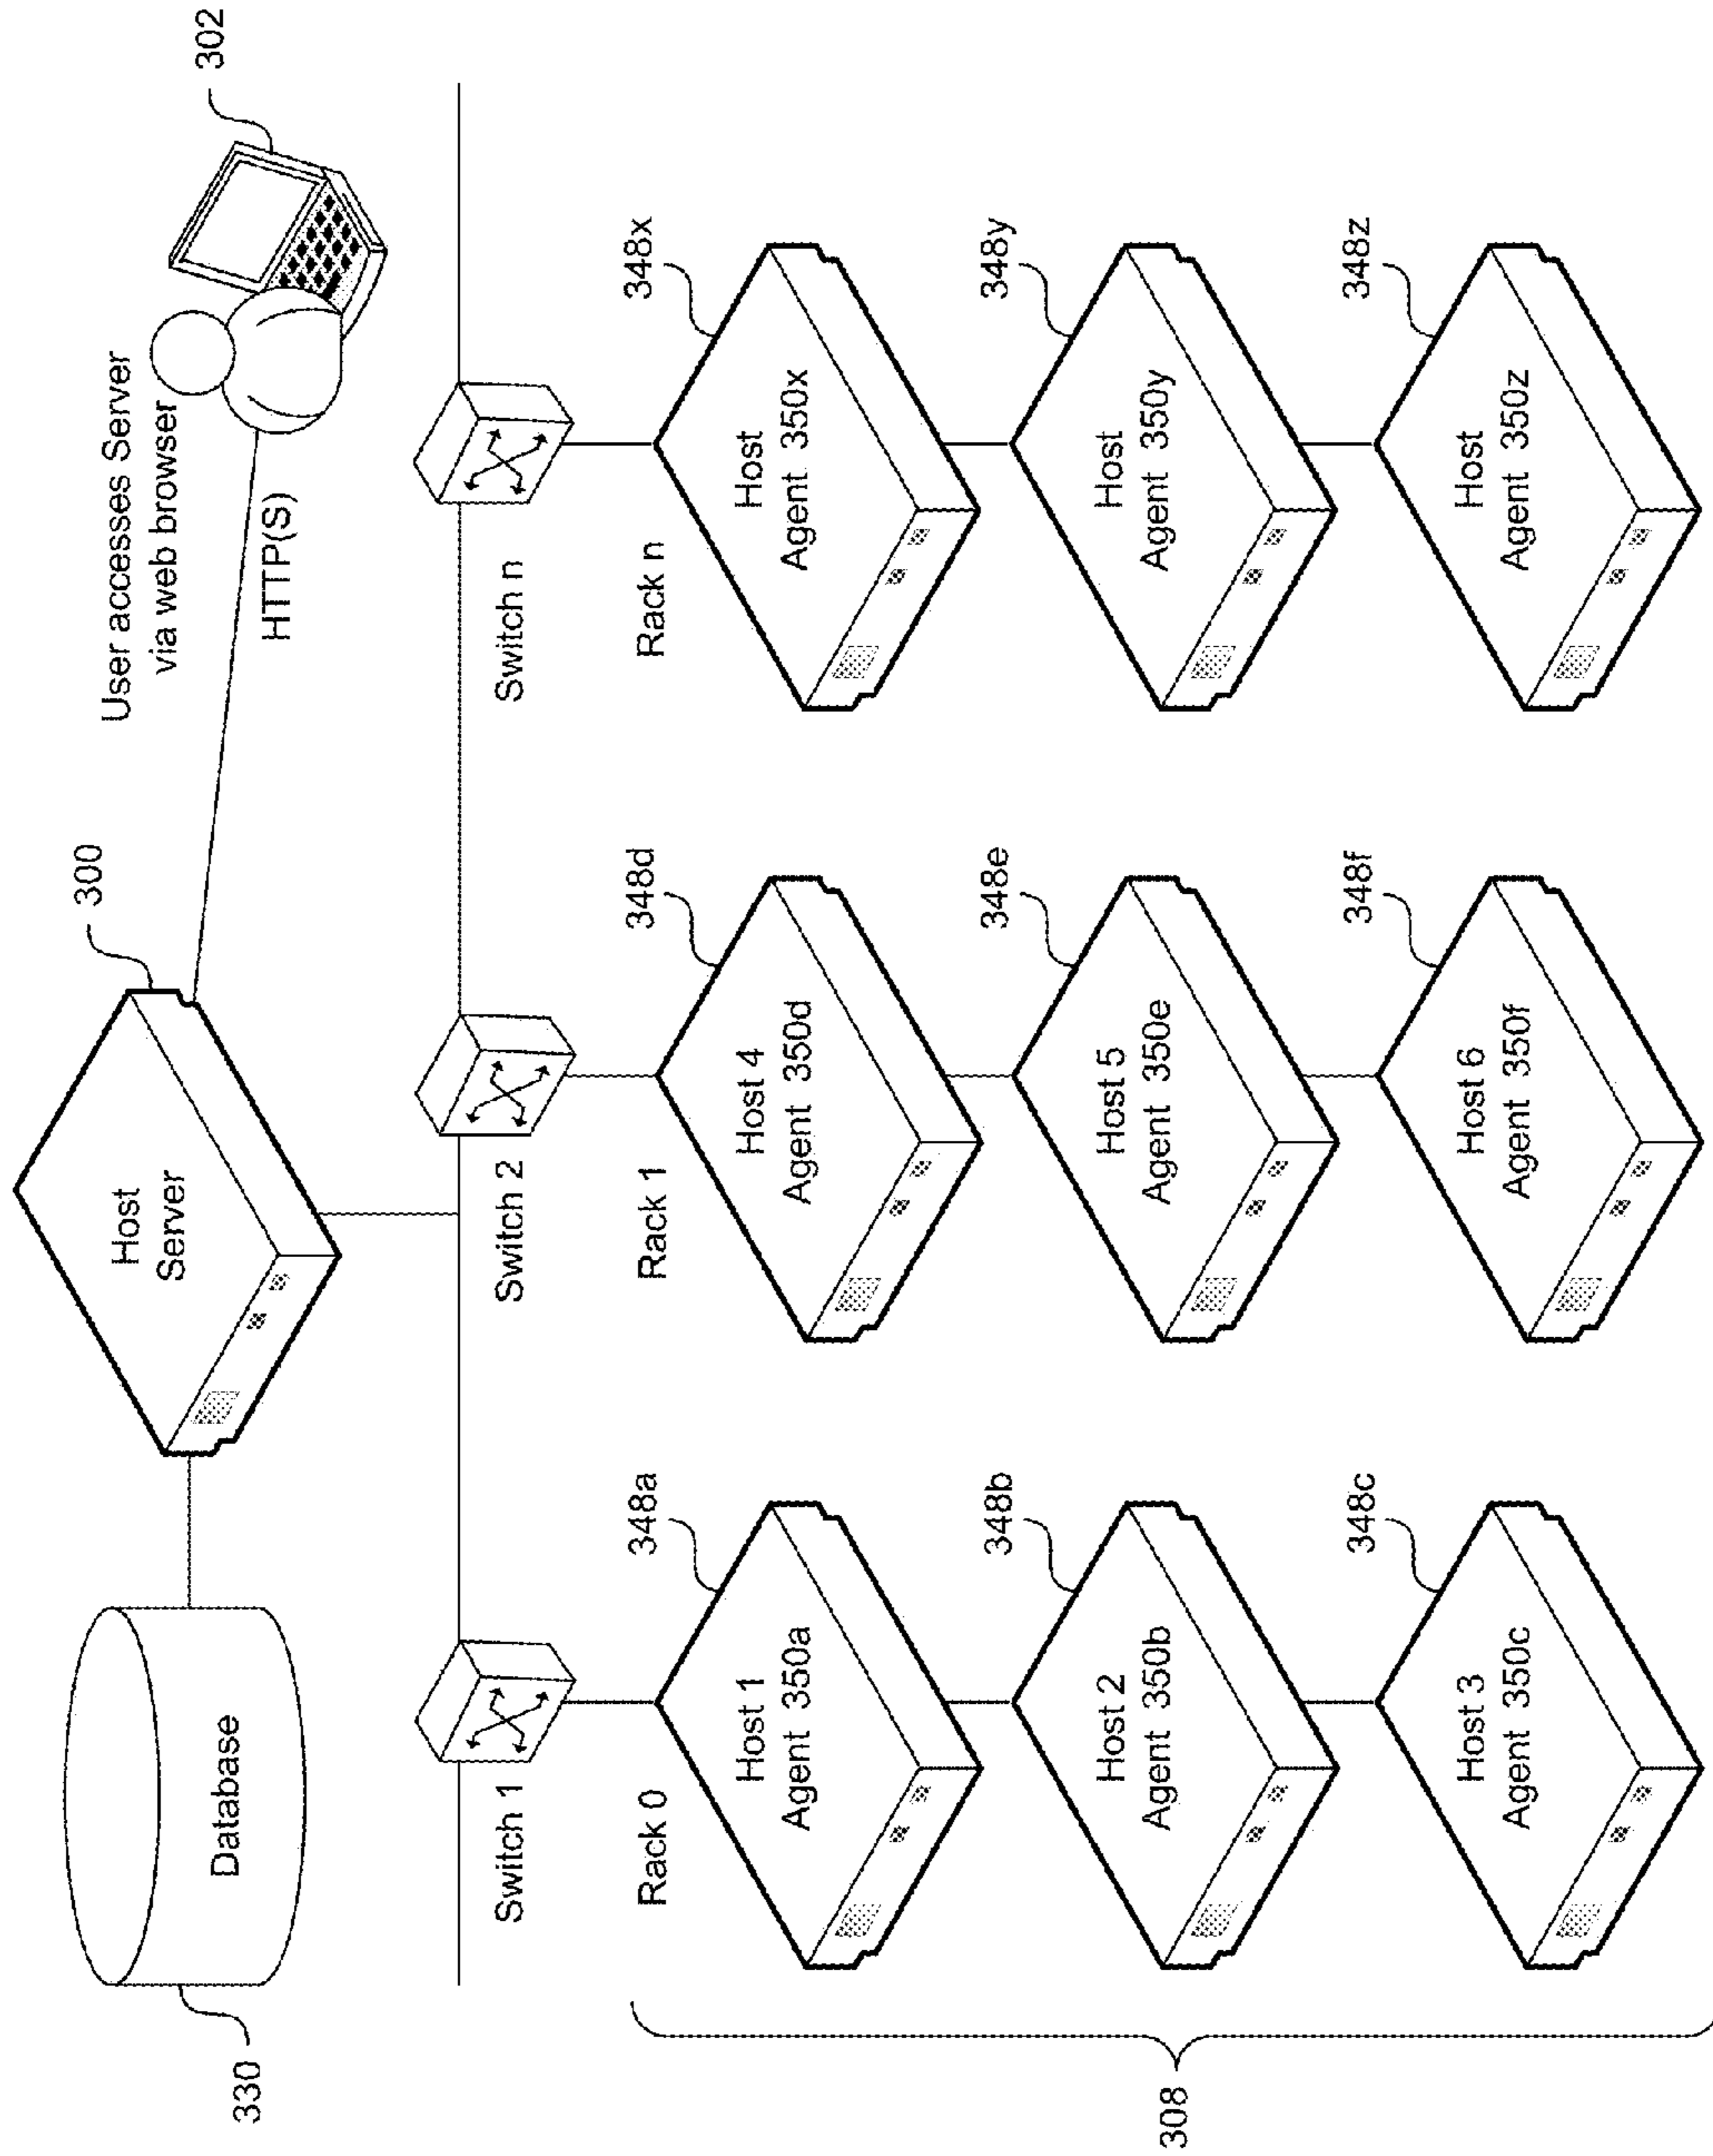 User accesses Server
via web browser
302
HTTP(S)
300
Host
Server
Database
330
Switch 1
Switch 2
Switch n
Rack 0
Rack 1
Rack n
348a
348d
348x
Host 1
Agent 350a
Host 4
Agent 350d
Host
Agent 350x
348b
348e
348y
Host 2
Agent 350b
Host 5
Agent 350e
Host
Agent 350y
348c
348f
348z
Host 3
Agent 350c
Host 6
Agent 350f
Host
Agent 350z
308